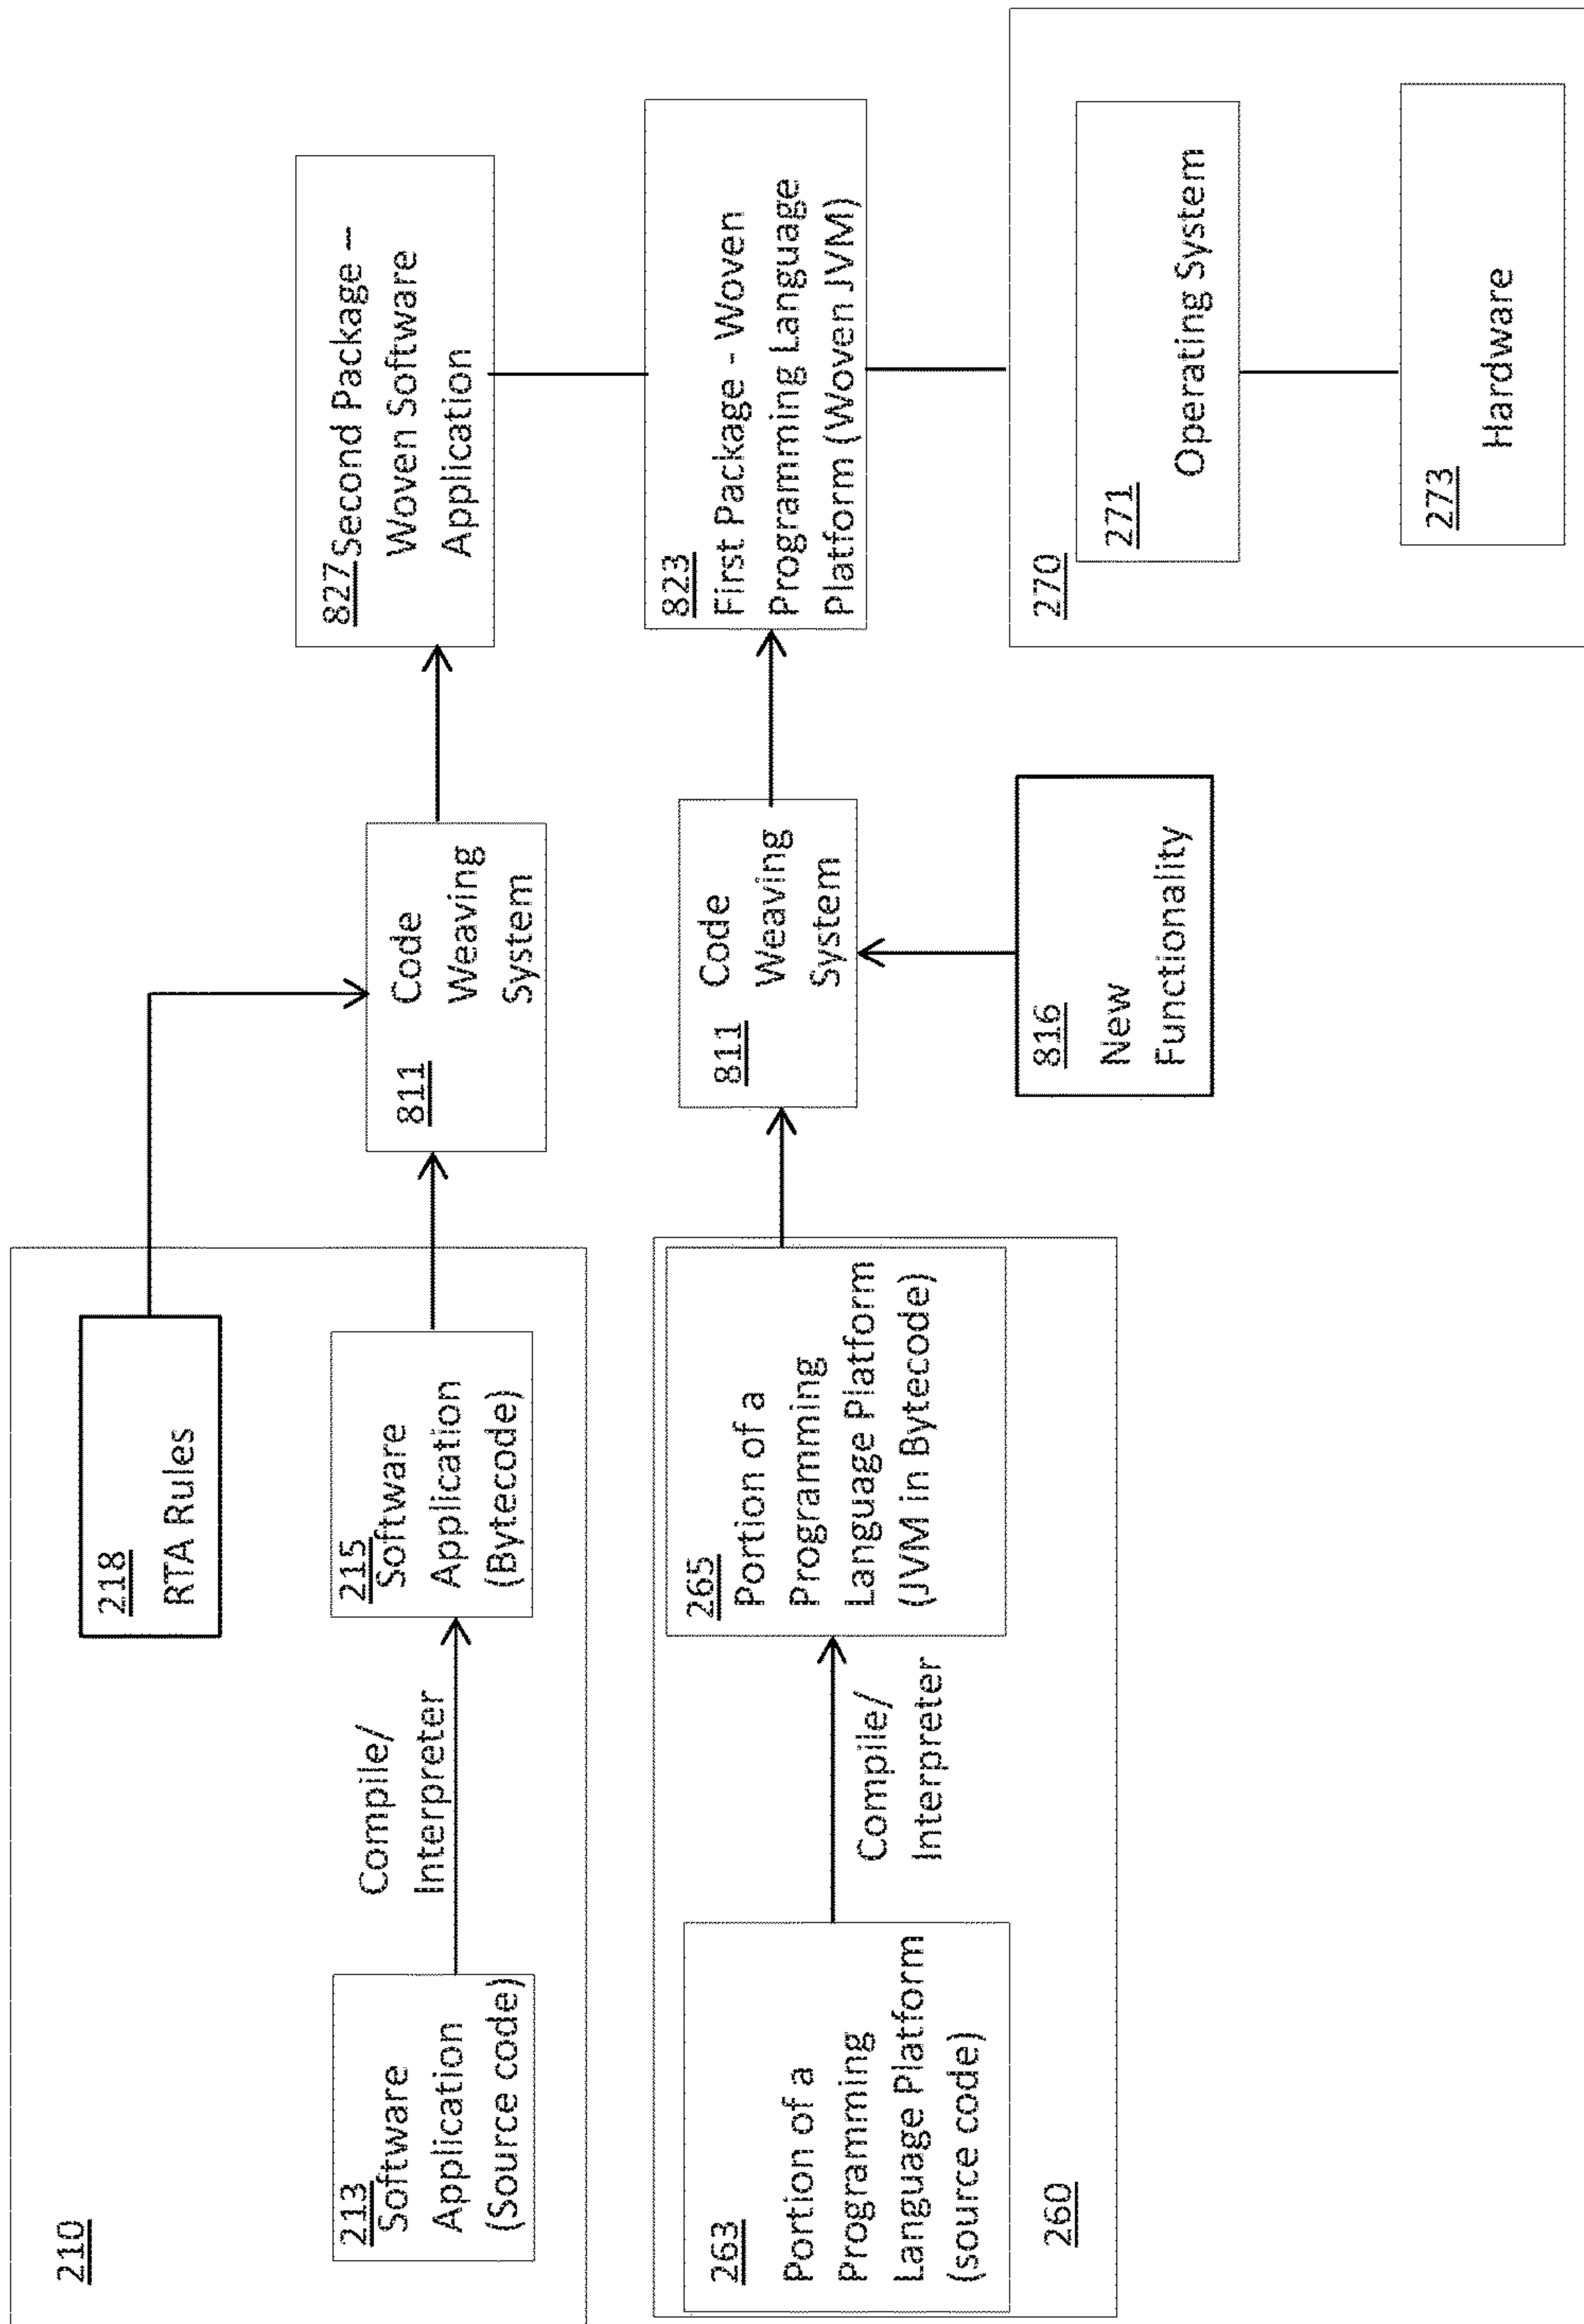 210
218
RTA Rules
213
Software
Application
(Source code)
Compile/
Interpreter
215
Software
Application
(Bytecode)
811 Code
Weaving
System
827 Second Package –
Woven Software
Application
263
Portion of a
Programming
Language Platform
(source code)
260
Compile/
Interpreter
265
Portion of a
Programming
Language Platform
(JVM in Bytecode)
811 Code
Weaving
System
816
New
Functionality
823
First Package - Woven
Programming Language
Platform (Woven JVM)
270
271
Operating System
273
Hardware